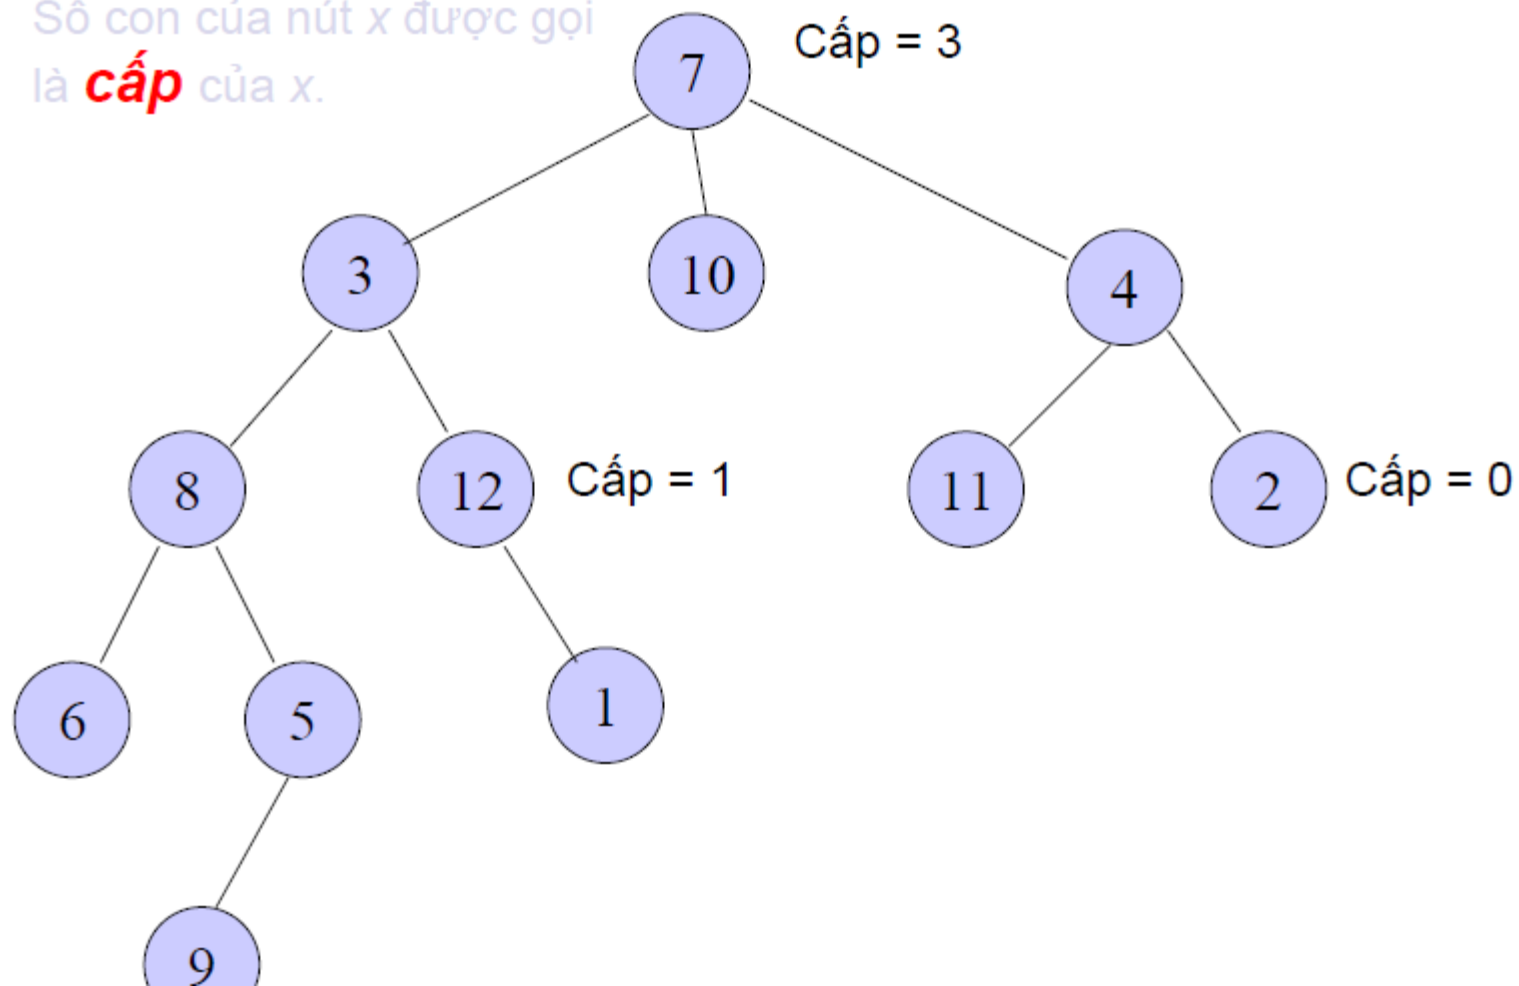 Số con của nút x được gọi
là cấp của x.
7
Cấp = 3
3
10
4
8
12
Cấp = 1
11
2
Cấp = 0
6
5
1
9